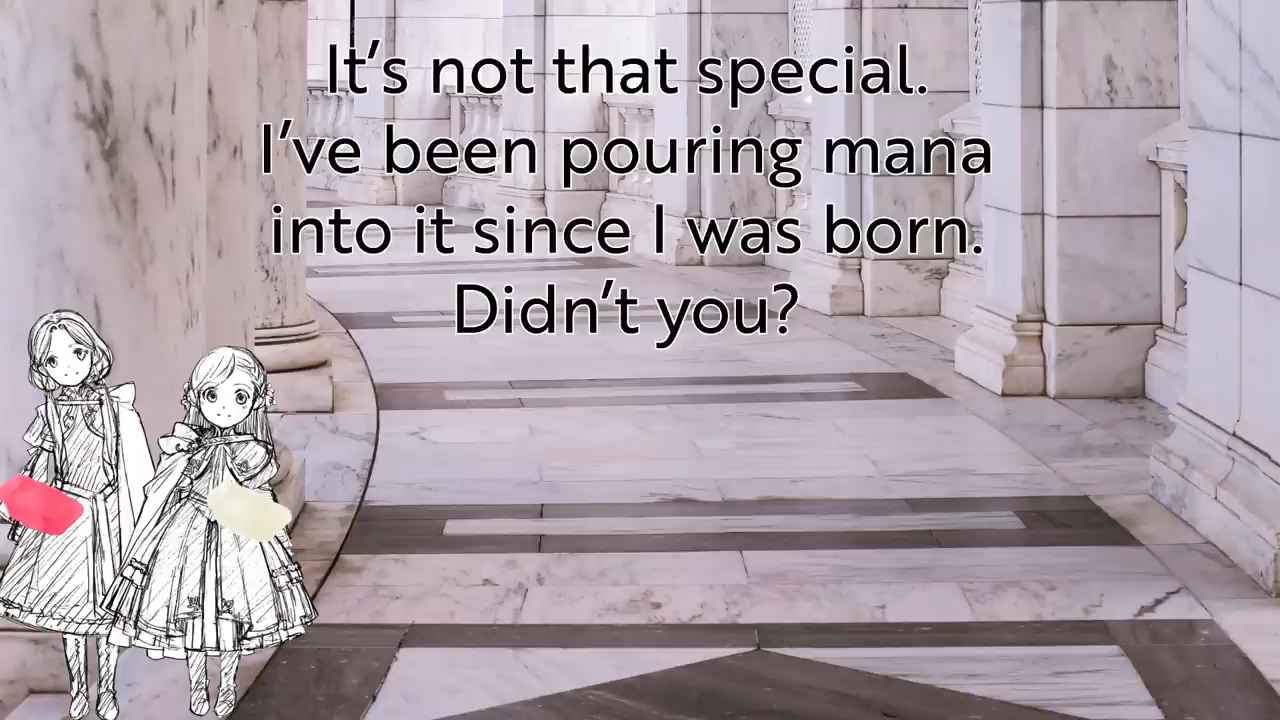 It’s not that special.
I’ve been pouring mana
into it since I was born.
Didn’t you?